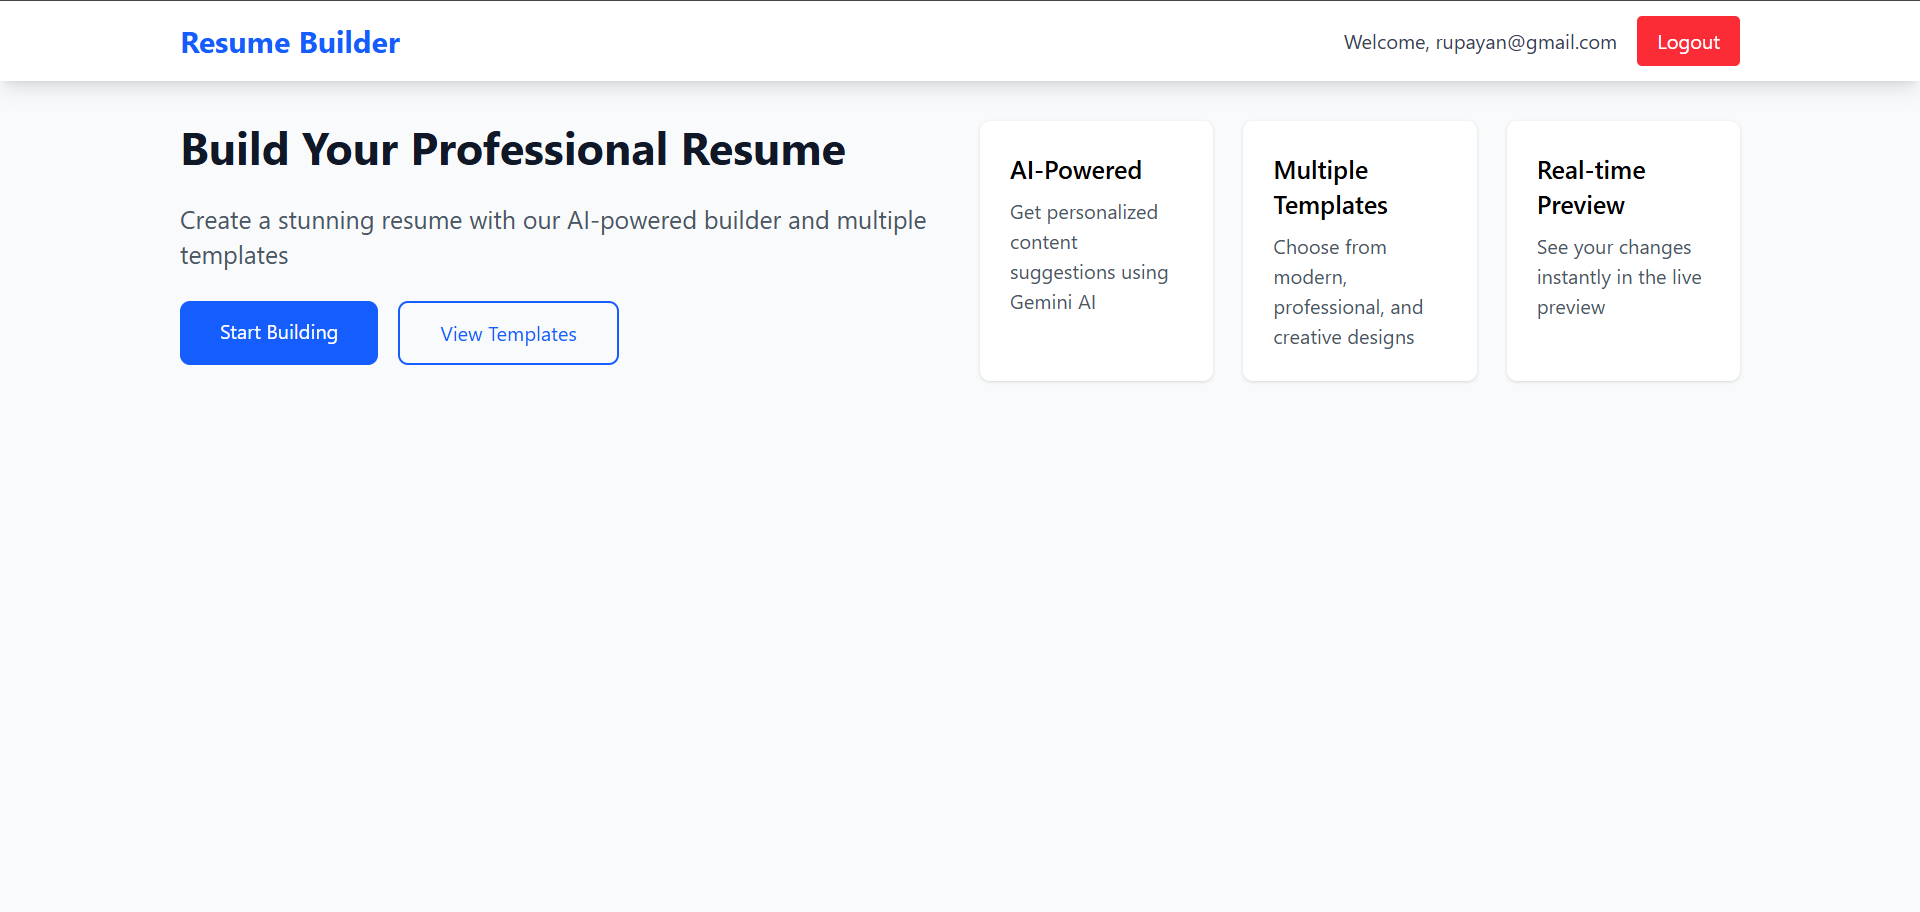 Resume Builder
Welcome, rupayan@gmail.com
Logout
Build Your Professional Resume
Create a stunning resume with our AI-powered builder and multiple
templates
Start Building
View Templates
AI-Powered
Get personalized
content
suggestions using
Gemini AI
Multiple
Templates
Choose from
modern,
professional, and
creative designs
Real-time
Preview
See your changes
instantly in the live
preview